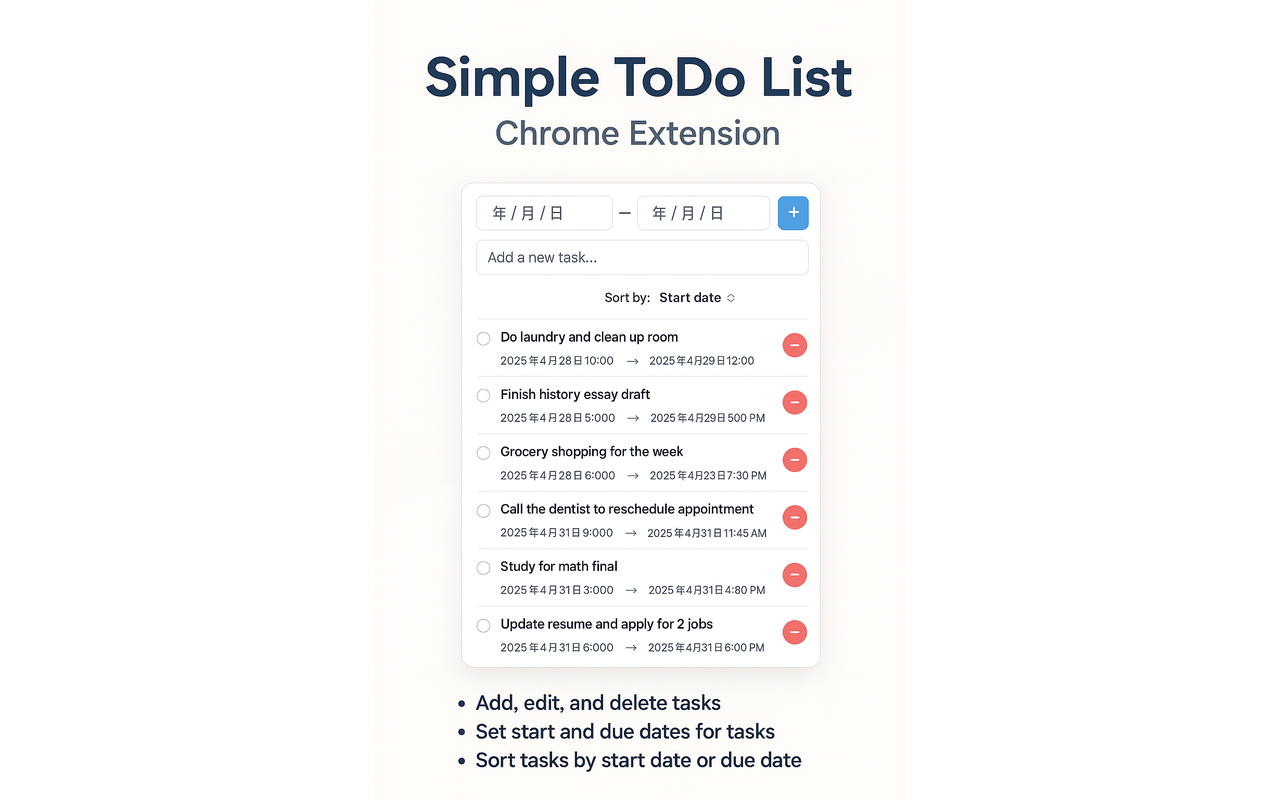 Simple ToDo List
Chrome Extension
年 / 月 / 日 — 年 / 月 / 日 +
Add a new task...
Sort by: Start date
Do laundry and clean up room
2025年4月28日10:00 → 2025年4月29日12:00
Finish history essay draft
2025年4月28日5:000 → 2025年4月29日500 PM
Grocery shopping for the week
2025年4月28日6:000 → 2025年4月23日7:30 PM
Call the dentist to reschedule appointment
2025年4月31日9:000 → 2025年4月31日11:45 AM
Study for math final
2025年4月31日3:000 → 2025年4月31日4:80 PM
Update resume and apply for 2 jobs
2025年4月31日6:000 → 2025年4月31日6:00 PM
• Add, edit, and delete tasks
• Set start and due dates for tasks
• Sort tasks by start date or due date